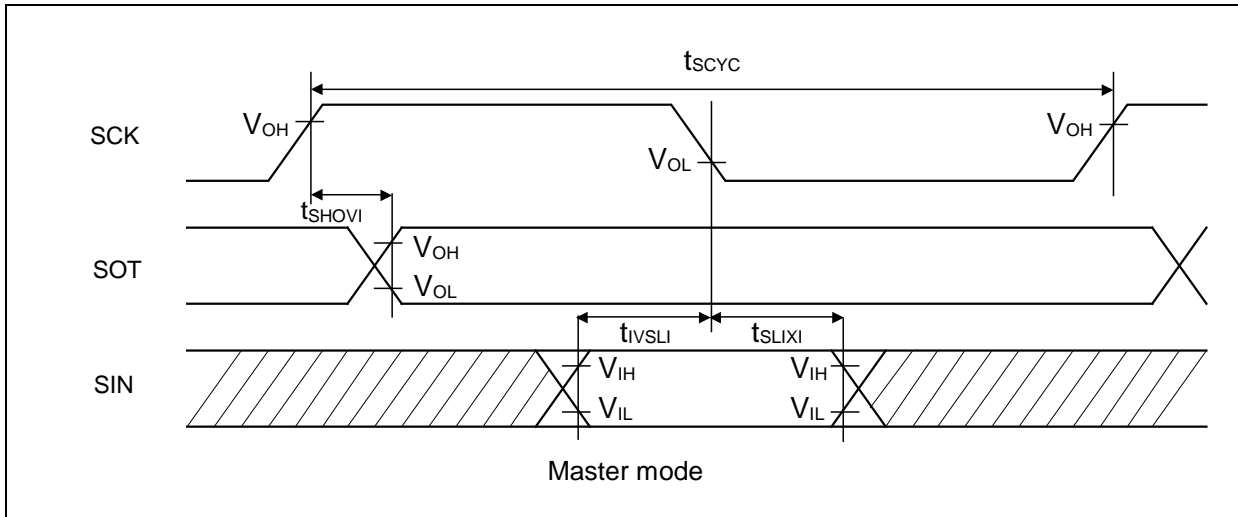 tSCYC
SCK
VOH
VOL
VOH
tSHOVI
SOT
VOH
VOL
tIVSLI
tSLIXI
SIN
VIH
VIH
VIL
VIL
Master mode